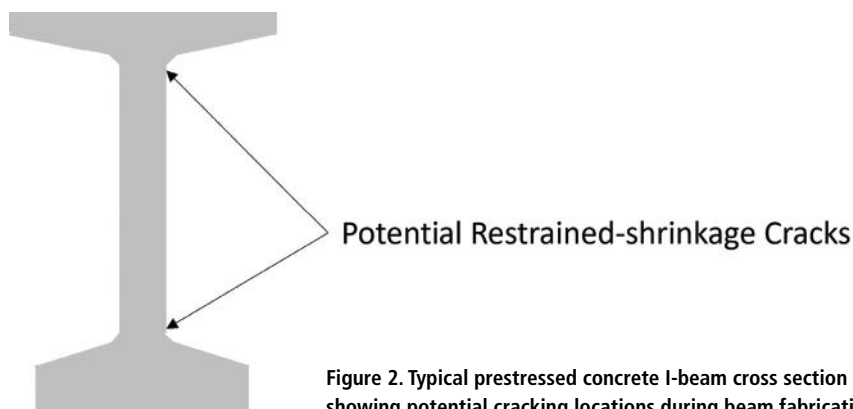 Potential Restrained-shrinkage Cracks
Figure 2. Typical prestressed concrete I-beam cross section
showing potential cracking locations during beam